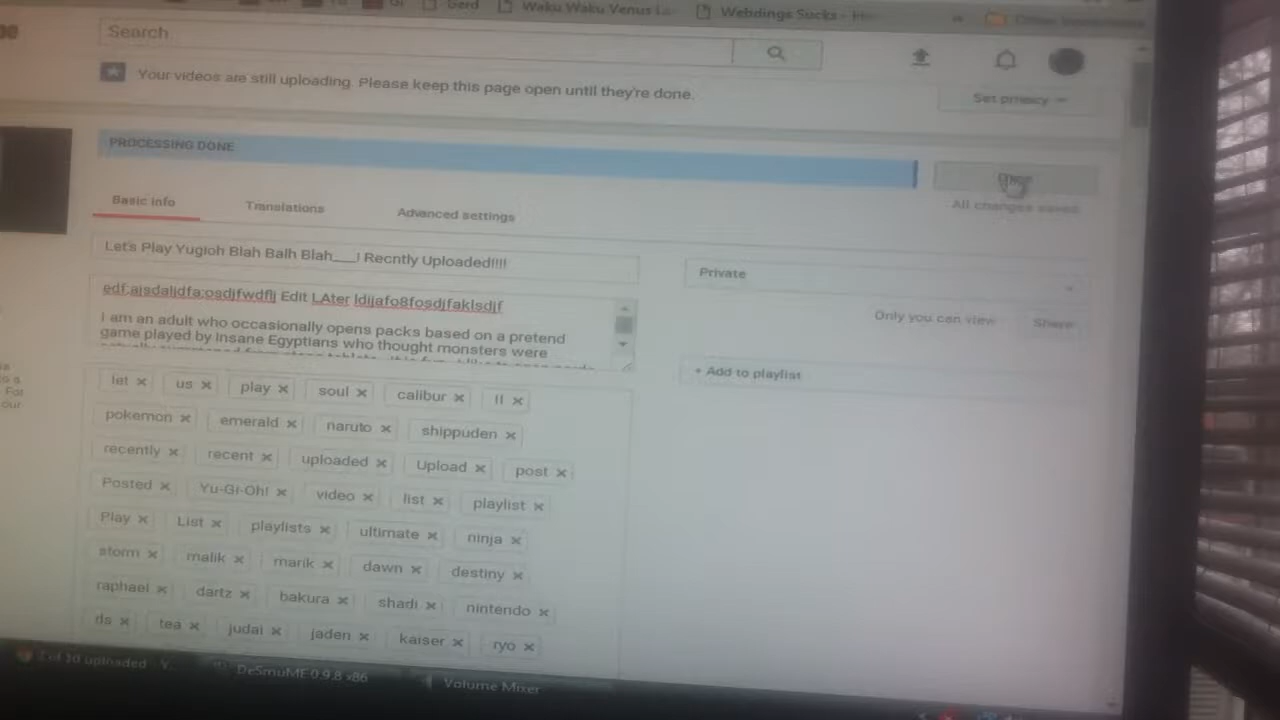 Gerd Waku Waku Venus Webdings Sucks
Search
Your videos are still uploading. Please keep this page open until they're done.
Set privacy
PROCESSING DONE
All changes saved
Basic info Translations Advanced settings
Let's Play Yugioh Blah Balh Blah___! Recntly Uploaded!!!!
Private
edf;ajsdaljdfa;osdjfwdflj Edit LAter ldijafo8fosdjfaklsdjf
I am an adult who occasionally opens packs based on a pretend
game played by Insane Egyptians who thought monsters were
Only you can view Share
+ Add to playlist
let × us × play × soul × calibur × II ×
pokemon × emerald × naruto × shippuden ×
recently × recent × uploaded × Upload × post ×
Posted × Yu-Gi-Oh! × video × list × playlist ×
Play × List × playlists × ultimate × ninja ×
storm × malik × marik × dawn × destiny ×
raphael × dartz × bakura × shadi × nintendo ×
ds × tea × judai × jaden × kaiser × ryo ×
2 of 10 uploaded - Y... DeSmuME 0.9.8 x86 Volume Mixer